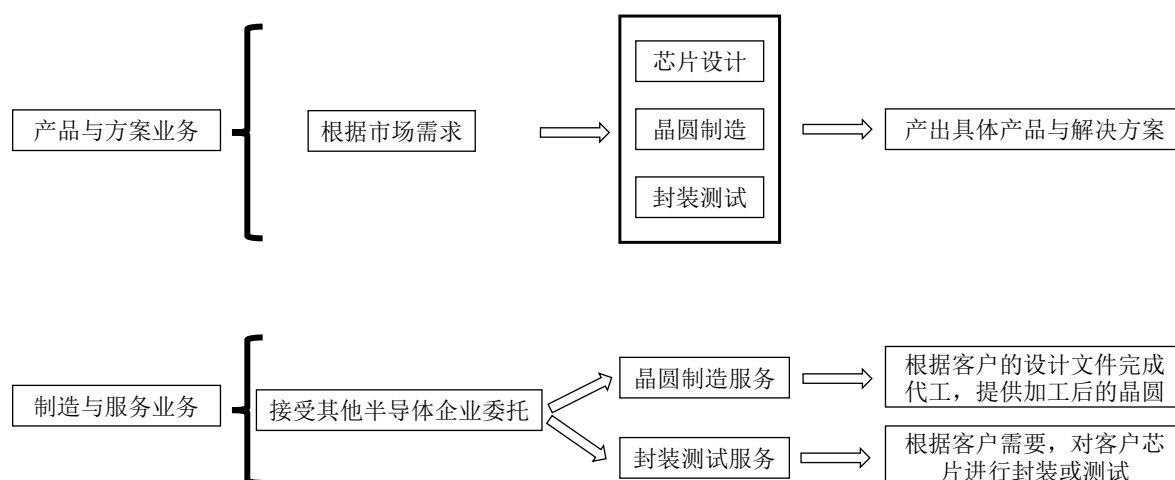 产品与方案业务
根据市场需求
芯片设计
晶圆制造
封装测试
产出具体产品与解决方案
制造与服务业务
接受其他半导体企业委托
晶圆制造服务
根据客户的设计文件完成
代工，提供加工后的晶圆
封装测试服务
根据客户需要，对客户芯
片进行封装或测试